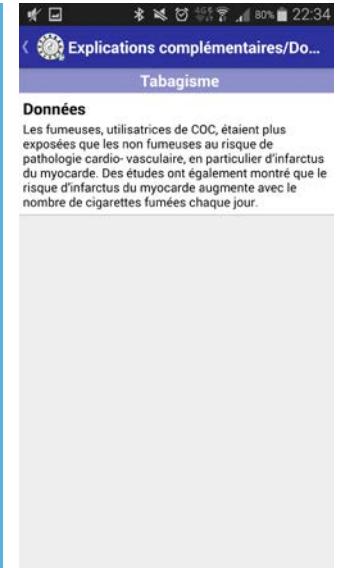 80% 22:34
Explications complémentaires/Do...
Tabagisme
Données
Les fumeuses, utilisatrices de COC, étaient plus
exposées que les non fumeuses au risque de
pathologie cardio- vasculaire, en particulier d'infarctus
du myocarde. Des études ont également montré que le
risque d'infarctus du myocarde augmente avec le
nombre de cigarettes fumées chaque jour.